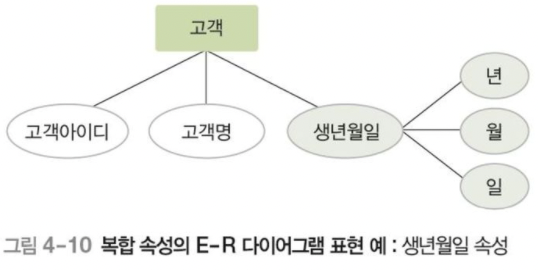 고객
고객아이디
고객명
생년월일
년
월
일
그림 4-10 복합 속성의 E-R 다이어그램 표현 예 : 생년월일 속성